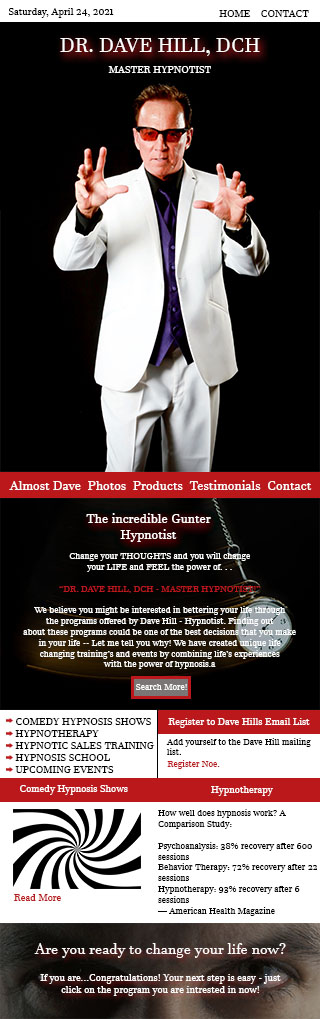 Saturday, April 24, 2021
HOME CONTACT
DR. DAVE HILL, DCH
MASTER HYPNOTIST
Almost Dave Photos Products Testimonials Contact
The incredible Gunter
Hypnotist
Change your THOUGHTS and you will change
your LIFE and FEEL the power of. . .
"DR. DAVE HILL, DCH - MASTER HYPNOTIST"
We believe you might be interested in bettering your life through
the programs offered by Dave Hill - Hypnotist. Finding out
about these programs could be one of the best decisions that you make
in your life -- Let me tell you why! We have created unique life
changing training's and events by combining life's experiences
with the power of hypnosis.a
Search More!
COMEDY HYPNOSIS SHOWS
HYPNOTHERAPY
HYPNOTIC SALES TRAINING
HYPNOSIS SCHOOL
UPCOMING EVENTS
Register to Dave Hills Email List
Add yourself to the Dave Hill mailing
list.
Register Noe.
Comedy Hypnosis Shows
Read More
Hypnotherapy
How well does hypnosis work? A
Comparison Study:
Psychoanalysis: 38% recovery after 600
sessions
Behavior Therapy: 72% recovery after 22
sessions
Hypnotherapy: 93% recovery after 6
sessions
— American Health Magazine
Are you ready to change your life now?
If you are...Congratulations! Your next step is easy - just
click on the program you are intrested in now!